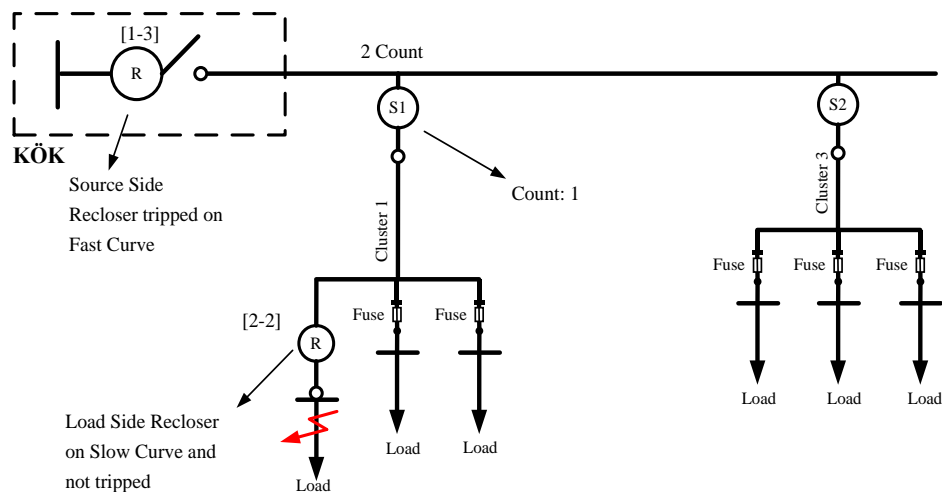 [1-3]
R
KÖK
2 Count
S1
S2
Source Side
Recloser tripped on
Fast Curve
Count: 1
Cluster 1
Cluster 3
Fuse
Fuse
Fuse
[2-2]
Fuse
Fuse
R
Load
Load
Load
Load Side Recloser
on Slow Curve and
not tripped
Load
Load
Load